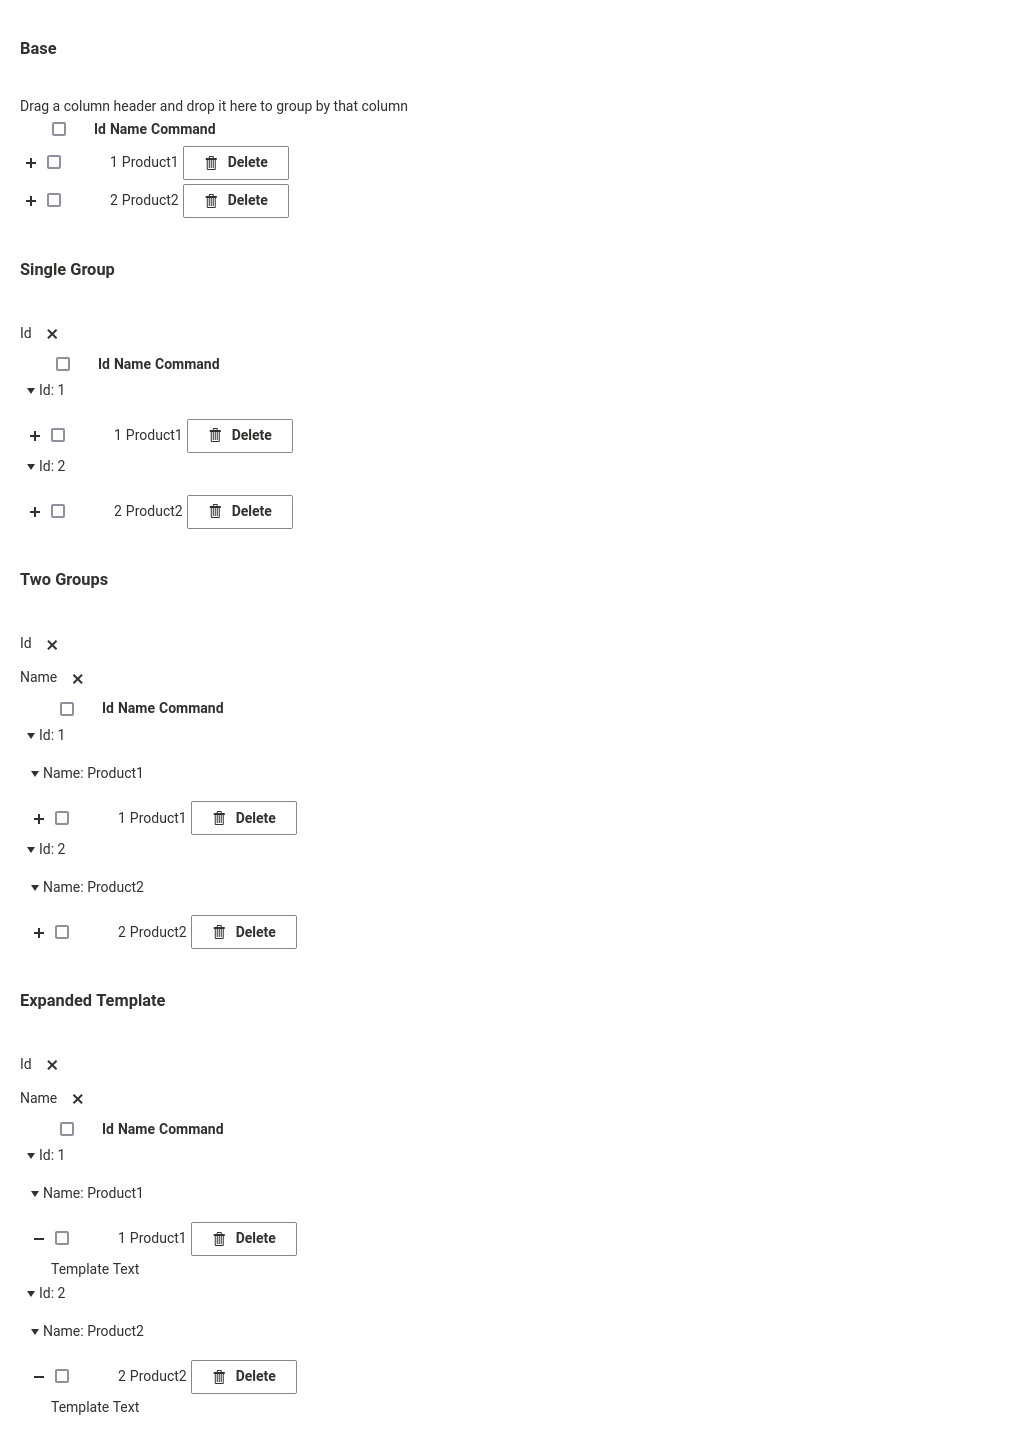 Base
Drag a column header and drop it here to group by that column
Id Name Command
1 Product1 Delete
2 Product2 Delete
Single Group
Id
Id Name Command
Id: 1
1 Product1 Delete
Id: 2
2 Product2 Delete
Two Groups
Id
Name
Id Name Command
Id: 1
Name: Product1
1 Product1 Delete
Id: 2
Name: Product2
2 Product2 Delete
Expanded Template
Id
Name
Id Name Command
Id: 1
Name: Product1
1 Product1 Delete
Template Text
Id: 2
Name: Product2
2 Product2 Delete
Template Text